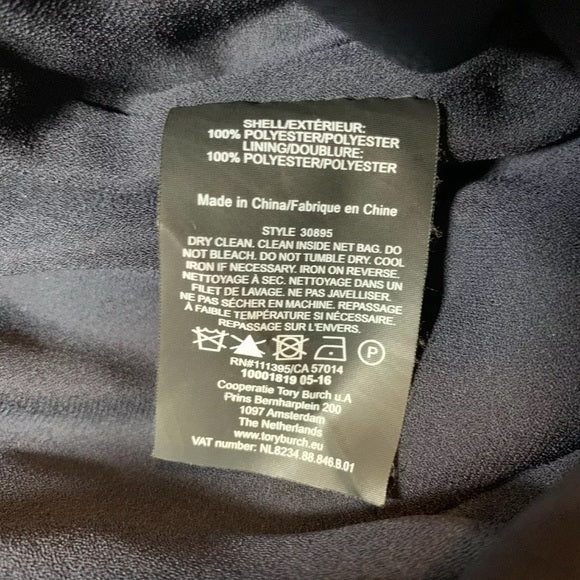 SHELL/EXTÉRIEUR:
100% POLYESTER/POLYESTER
LINING/DOUBLURE:
100% POLYESTER/POLYESTER
Made in China/Fabrique en Chine
STYLE 30895
DRY CLEAN. CLEAN INSIDE NET BAG. DO
NOT BLEACH. DO NOT TUMBLE DRY. COOL
IRON IF NECESSARY. IRON ON REVERSE.
NETTOYAGE À SEC. NETTOYAGE DANS UN
FILET DE LAVAGE. NE PAS JAVELLISER.
NE PAS SÉCHER EN MACHINE. REPASSAGE
À FAIBLE TEMPÉRATURE SI NÉCESSAIRE.
REPASSAGE SUR L'ENVERS.
P
RN#111395/CA 57014
10001819 05-16
Cooperatie Tory Burch u.A
Prins Bernharplein 200
1097 Amsterdam
The Netherlands
www.toryburch.eu
VAT number: NL8234.88.846.B.01